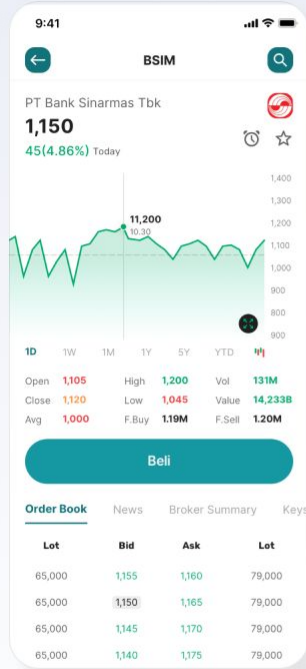 9:41
BSIM
PT Bank Sinarmas Tbk
1,150
45(4.86%) Today
1,400
1,300
11,200
10.30
1,200
1,100
1,000
900
800
900
1D 1W 1M 1Y 5Y YTD
Open 1,105 High 1,200 Vol 131M
Close 1,120 Low 1,045 Value 14,233B
Avg 1,000 F.Buy 1.19M F.Sell 1.20M
Beli
Order Book News Broker Summary Keys
Lot Bid Ask Lot
65,000 1,155 1,160 79,000
65,000 1,150 1,165 79,000
65,000 1,145 1,170 79,000
65,000 1,140 1,175 79,000